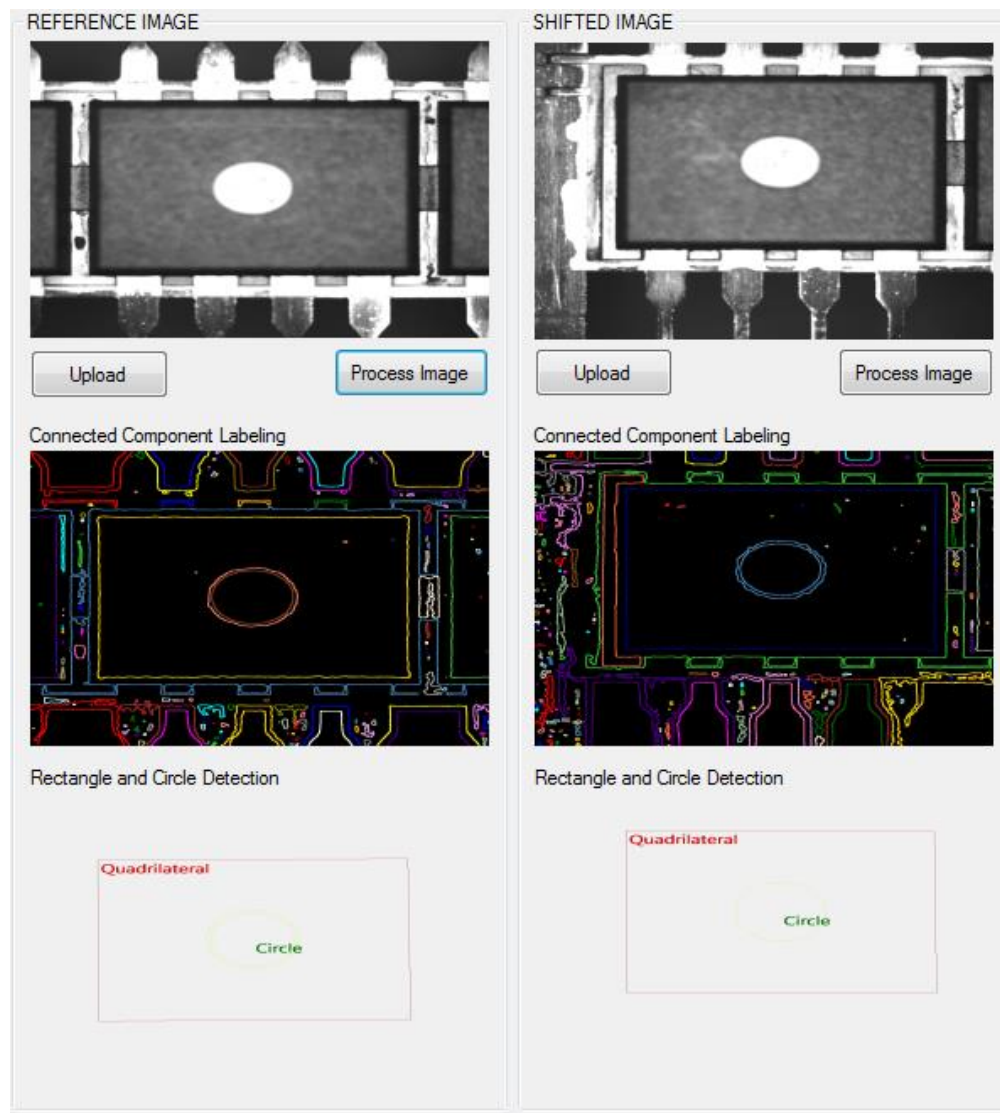 REFERENCE IMAGE
SHIFTED IMAGE
Upload
Process Image
Upload
Process Image
Connected Component Labeling
Connected Component Labeling
Rectangle and Circle Detection
Rectangle and Circle Detection
Quadrilateral
Circle
Quadrilateral
Circle